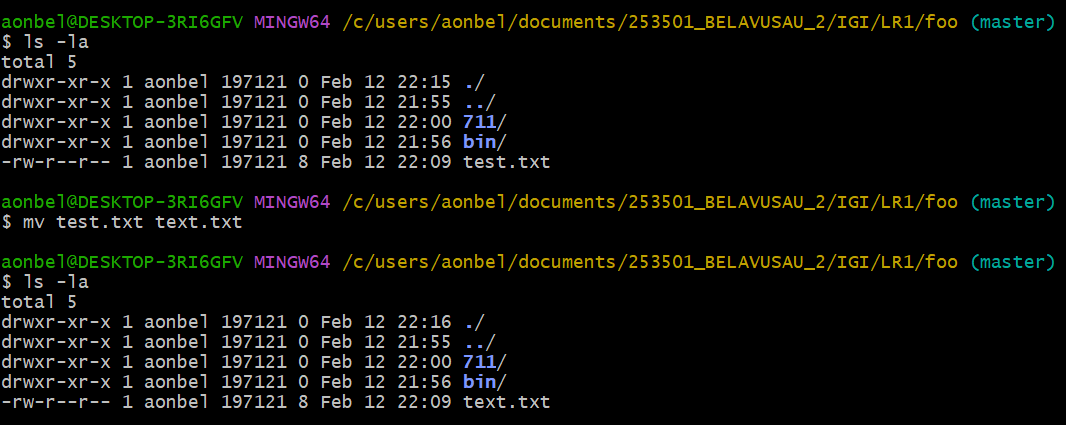 aonbel@DESKTOP-3RI6GFV MINGW64 /c/users/aonbel/documents/253501_BELAVUSAU_2/IGI/LR1/foo (master)
$ ls -la
total 5
drwxr-xr-x 1 aonbel 197121 0 Feb 12 22:15 ./
drwxr-xr-x 1 aonbel 197121 0 Feb 12 21:55 ../
drwxr-xr-x 1 aonbel 197121 0 Feb 12 22:00 711/
drwxr-xr-x 1 aonbel 197121 0 Feb 12 21:56 bin/
-rw-r--r-- 1 aonbel 197121 8 Feb 12 22:09 test.txt

aonbel@DESKTOP-3RI6GFV MINGW64 /c/users/aonbel/documents/253501_BELAVUSAU_2/IGI/LR1/foo (master)
$ mv test.txt text.txt

aonbel@DESKTOP-3RI6GFV MINGW64 /c/users/aonbel/documents/253501_BELAVUSAU_2/IGI/LR1/foo (master)
$ ls -la
total 5
drwxr-xr-x 1 aonbel 197121 0 Feb 12 22:16 ./
drwxr-xr-x 1 aonbel 197121 0 Feb 12 21:55 ../
drwxr-xr-x 1 aonbel 197121 0 Feb 12 22:00 711/
drwxr-xr-x 1 aonbel 197121 0 Feb 12 21:56 bin/
-rw-r--r-- 1 aonbel 197121 8 Feb 12 22:09 text.txt